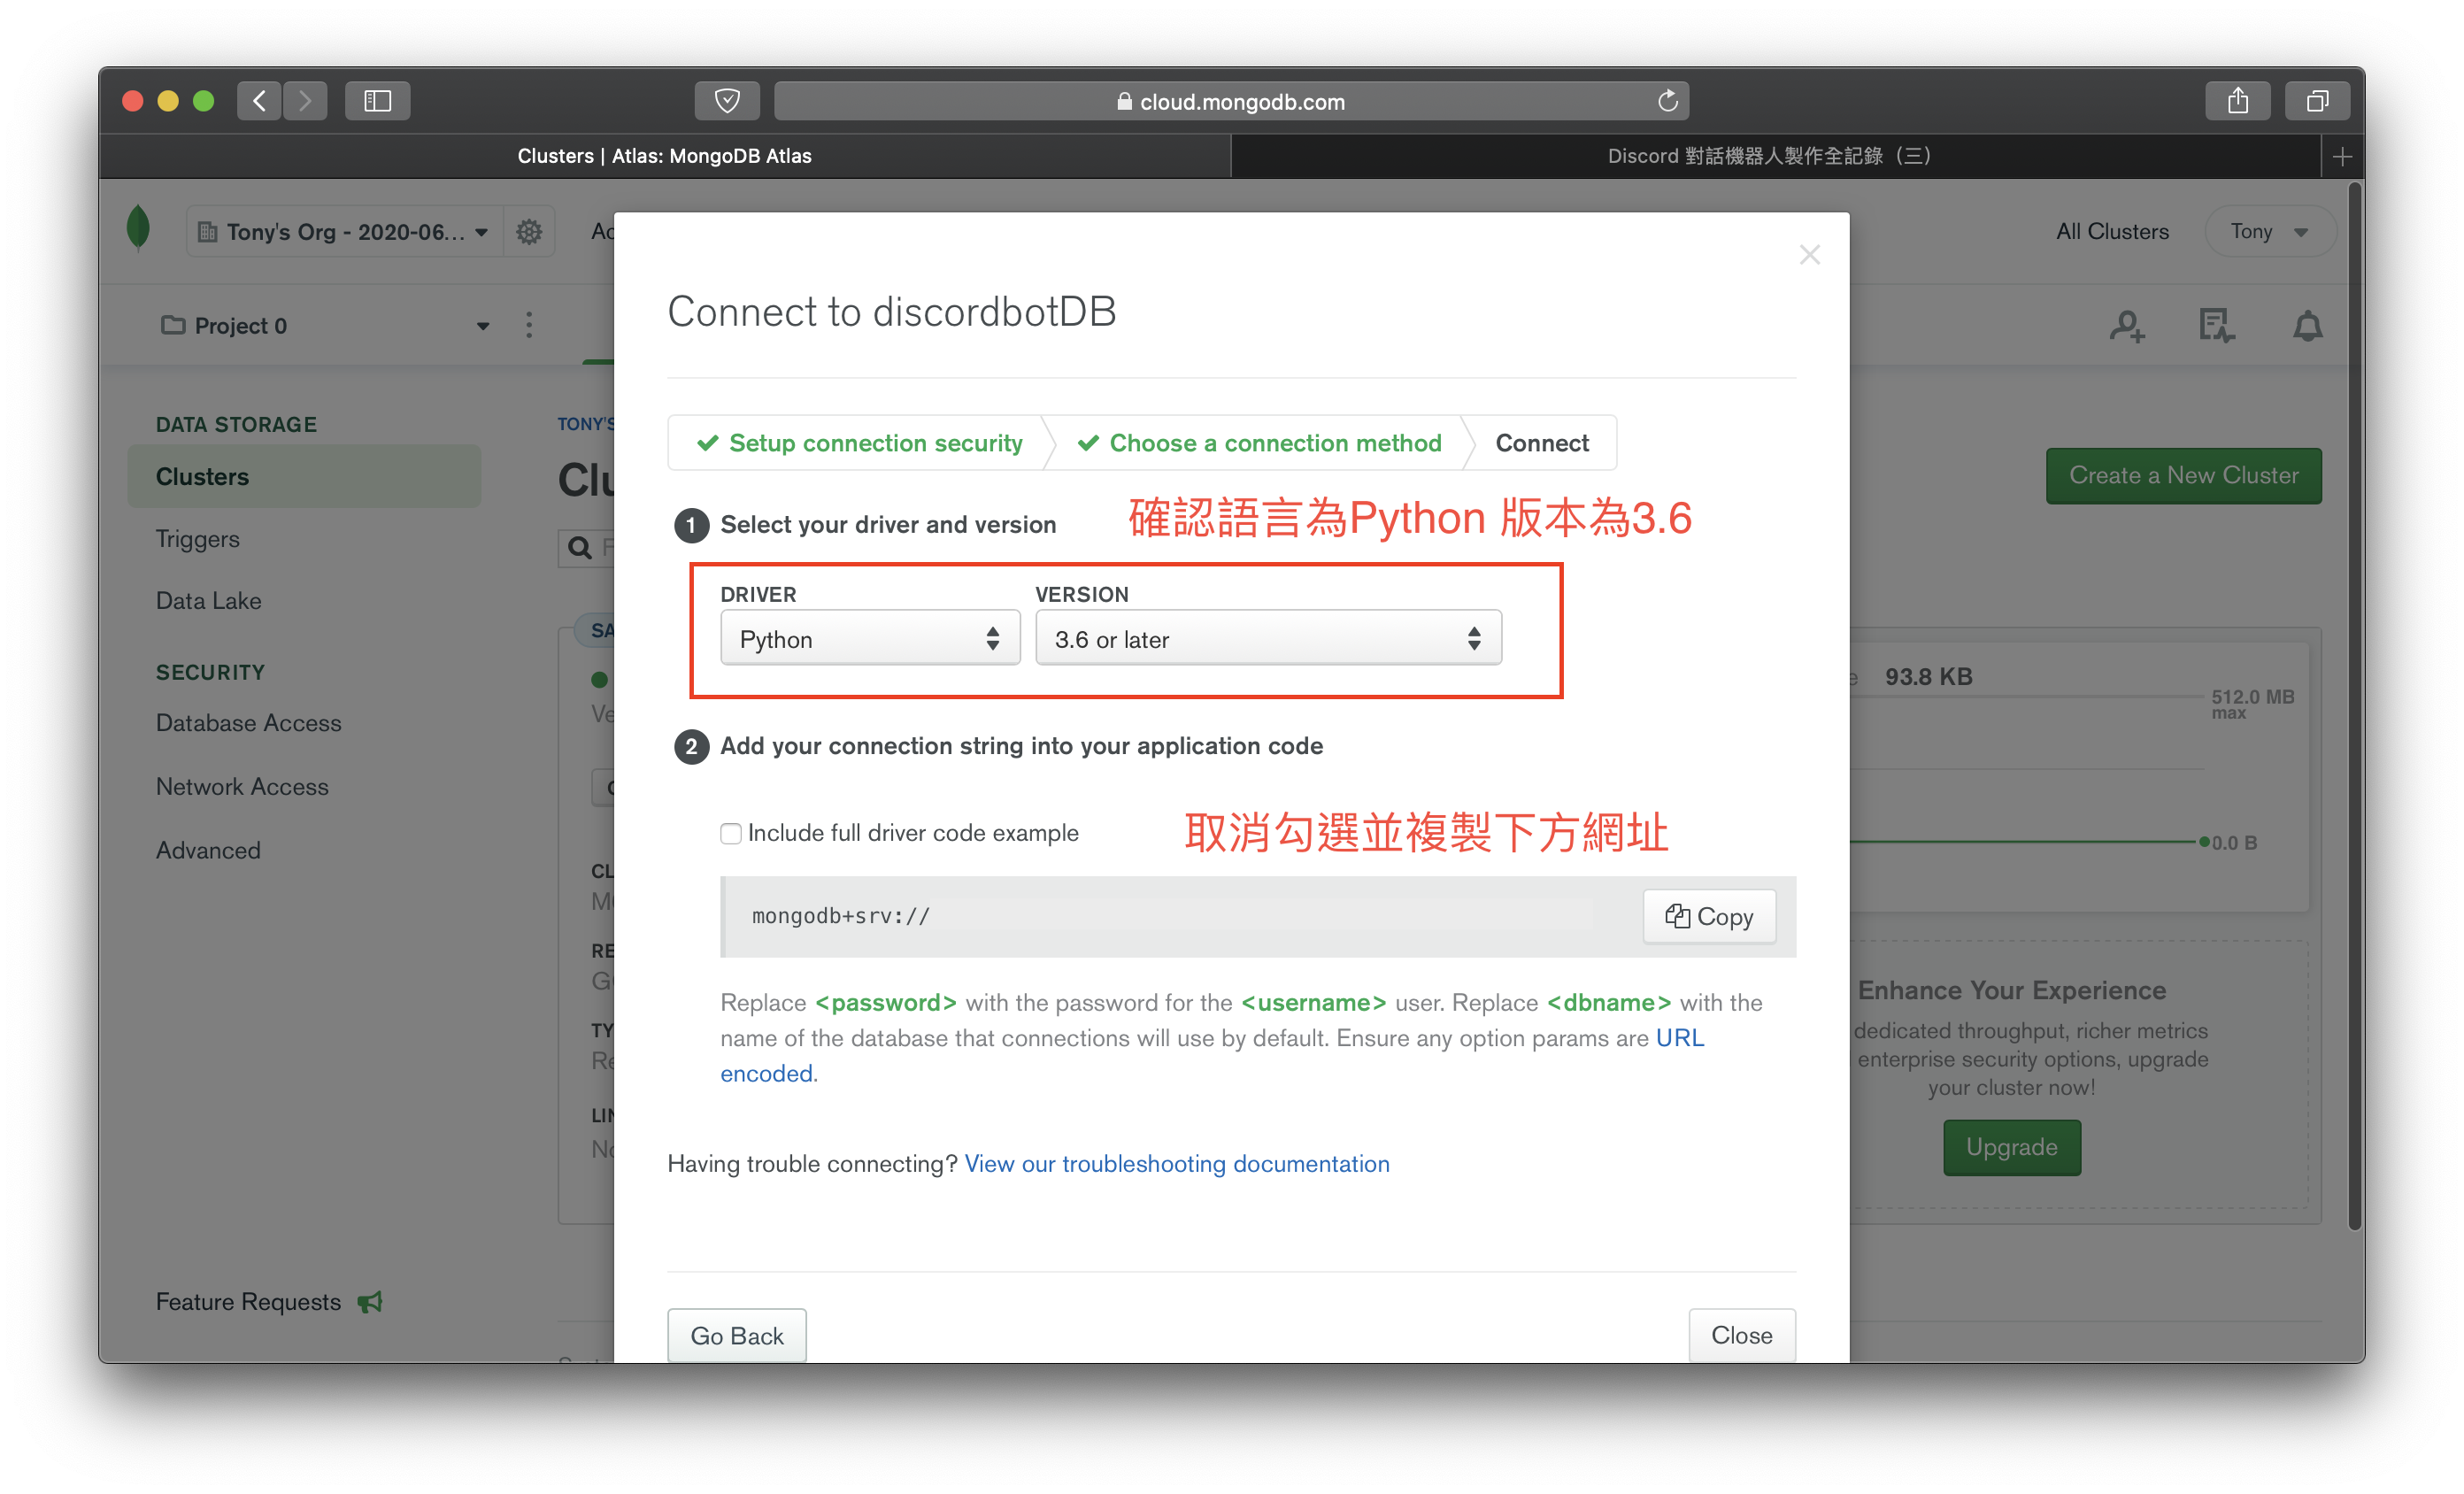 cloud.mongodb.com
Clusters | Atlas: MongoDB Atlas
Discord 對話機器人製作全記錄（三）
Tony's Org - 2020-06...
All Clusters
Tony
Project 0
Connect to discordbotDB
DATA STORAGE
Clusters
Triggers
Data Lake
SECURITY
Database Access
Network Access
Advanced
Feature Requests
TONY'S
Create a New Cluster
Setup connection security
Choose a connection method
Connect
1 Select your driver and version
確認語言為Python 版本為3.6
DRIVER
VERSION
Python
3.6 or later
2 Add your connection string into your application code
Include full driver code example
取消勾選並複製下方網址
mongodb+srv://
Copy
Replace <password> with the password for the <username> user. Replace <dbname> with the
name of the database that connections will use by default. Ensure any option params are URL
encoded.
Having trouble connecting? View our troubleshooting documentation
Go Back
Close
93.8 KB
512.0 MB
max
0.0 B
Enhance Your Experience
dedicated throughput, richer metrics
enterprise security options, upgrade
your cluster now!
Upgrade